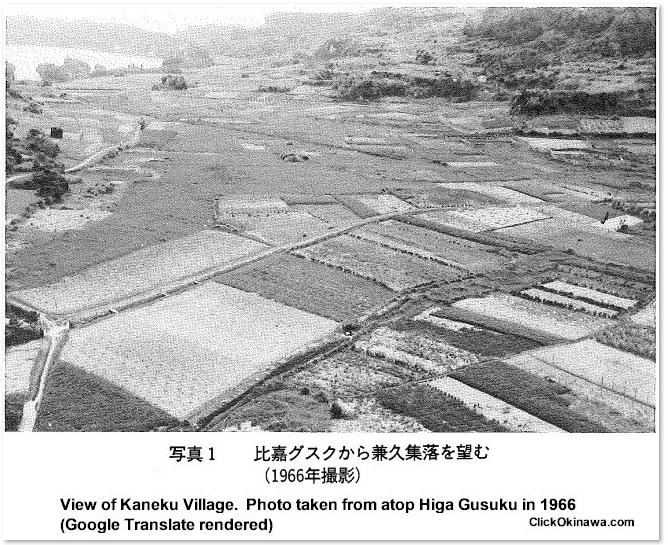 写真1 比嘉グスクから兼久集落を望む
(1966年撮影)
View of Kaneku Village. Photo taken from atop Higa Gusuku in 1966
(Google Translate rendered)
ClickOkinawa.com